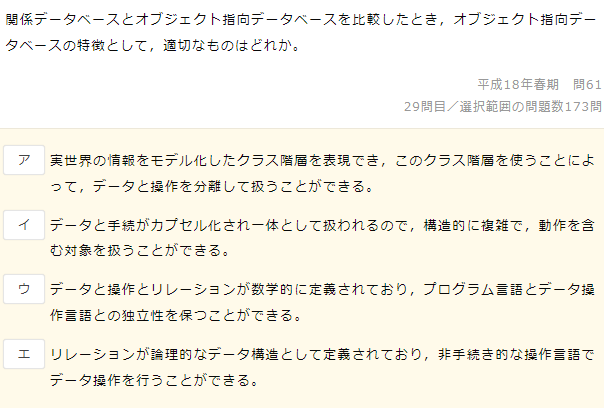 関係データベースとオブジェクト指向データベースを比較したとき，オブジェクト指向デー
タベースの特徴として，適切なものはどれか。
平成18年春期　問61
29問目／選択範囲の問題数173問
ア 実世界の情報をモデル化したクラス階層を表現でき，このクラス階層を使うことによ
って，データと操作を分離して扱うことができる。
イ データと手続がカプセル化され一体として扱われるので，構造的に複雑で，動作を含
む対象を扱うことができる。
ウ データと操作とリレーションが数学的に定義されており，プログラム言語とデータ操
作言語との独立性を保つことができる。
エ リレーションが論理的なデータ構造として定義されており，非手続き的な操作言語で
データ操作を行うことができる。